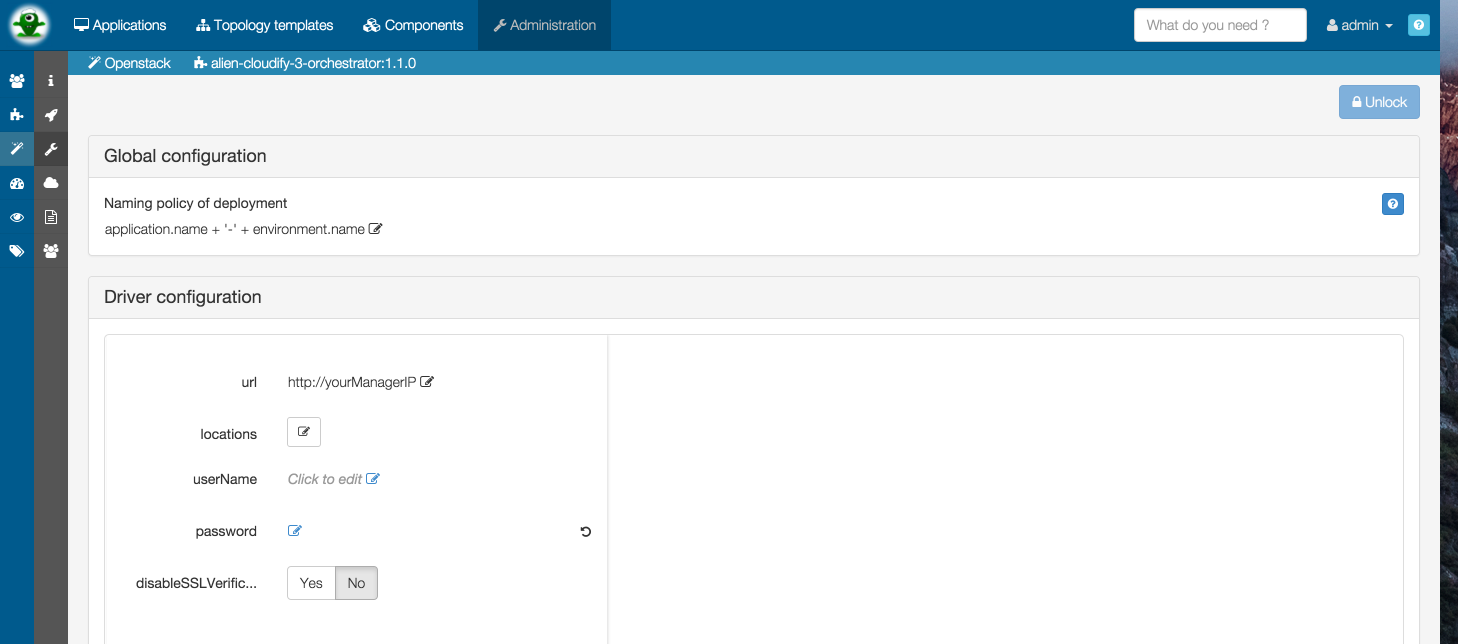 Applications Topology templates Components Administration What do you need ? admin
Openstack alien-cloudify-3-orchestrator:1.1.0
Unlock
Global configuration
Naming policy of deployment
application.name + '-' + environment.name
Driver configuration
url http://yourManagerIP
locations
userName Click to edit
password
disableSSLVerific... Yes No